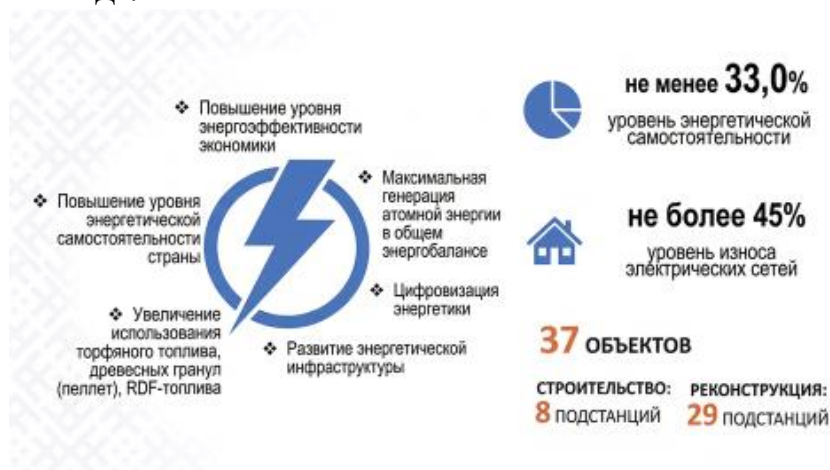 ❖ Повышение уровня
энергоэффективности
экономики
❖ Повышение уровня
энергетической
самостоятельности
страны
❖ Максимальная
генерация
атомной энергии
в общем
энергобалансе
❖ Цифровизация
энергетики
❖ Увеличение
использования
торфяного топлива,
древесных гранул
(пеллет), RDF-топлива
❖ Развитие энергетической
инфраструктуры
не менее 33,0%
уровень энергетической
самостоятельности
не более 45%
уровень износа
электрических сетей
37 ОБЪЕКТОВ
СТРОИТЕЛЬСТВО:
8 ПОДСТАНЦИЙ
РЕКОНСТРУКЦИЯ:
29 ПОДСТАНЦИЙ